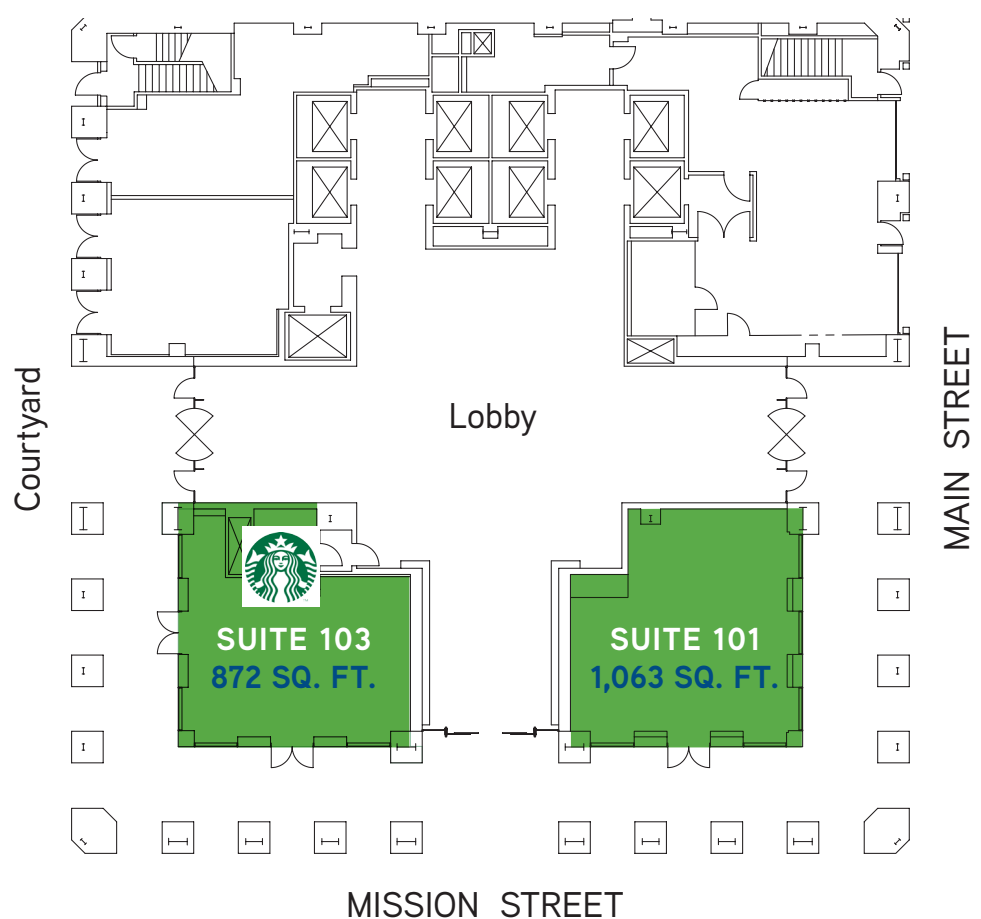 Courtyard
Lobby
MAIN STREET
SUITE 103
872 SQ. FT.
SUITE 101
1,063 SQ. FT.
MISSION STREET